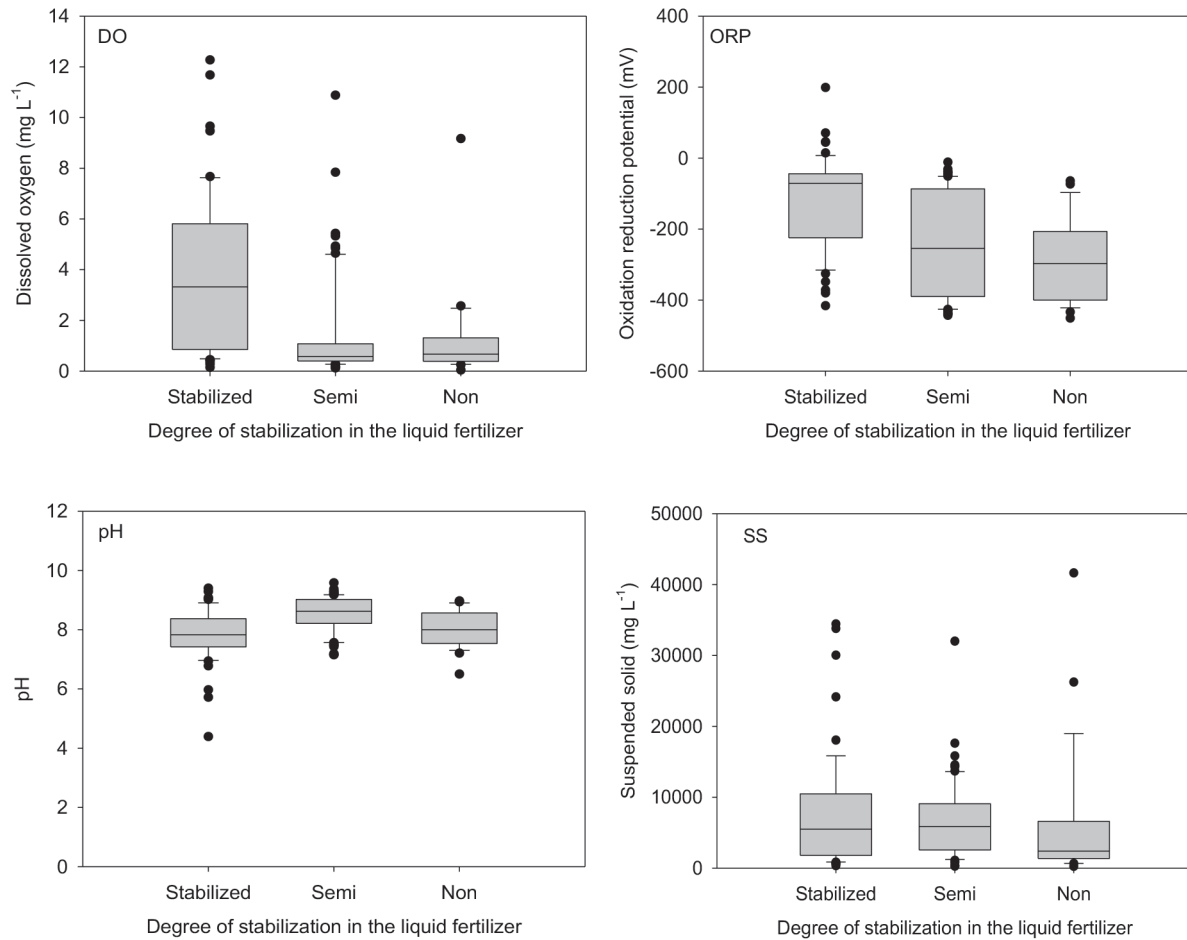 DO
Dissolved oxygen (mg L⁻¹)
14
12
10
8
6
4
2
0
Stabilized Semi Non
Degree of stabilization in the liquid fertilizer
ORP
Oxidation reduction potential (mV)
400
200
0
-200
-400
-600
Stabilized Semi Non
Degree of stabilization in the liquid fertilizer
pH
pH
12
10
8
6
4
2
0
Stabilized Semi Non
Degree of stabilization in the liquid fertilizer
SS
Suspended solid (mg L⁻¹)
50000
40000
30000
20000
10000
0
Stabilized Semi Non
Degree of stabilization in the liquid fertilizer